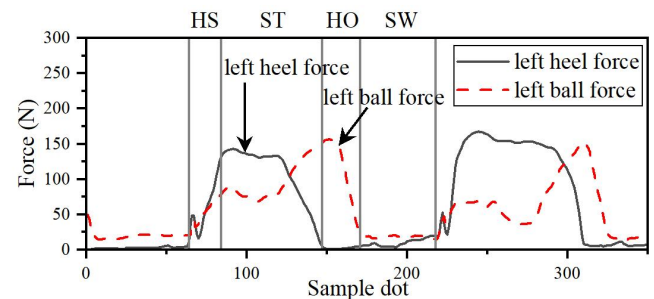 HS ST HO SW
300
250
200
150
100
50
0
Force (N)
left heel force
left ball force
left heel force
left ball force
0 100 200 300
Sample dot